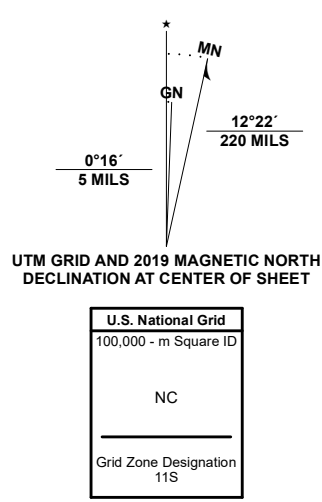 ★
MN
GN
12°22´
220 MILS
0°16´
5 MILS
UTM GRID AND 2019 MAGNETIC NORTH
DECLINATION AT CENTER OF SHEET
U.S. National Grid
100,000 - m Square ID
NC
Grid Zone Designation
11S